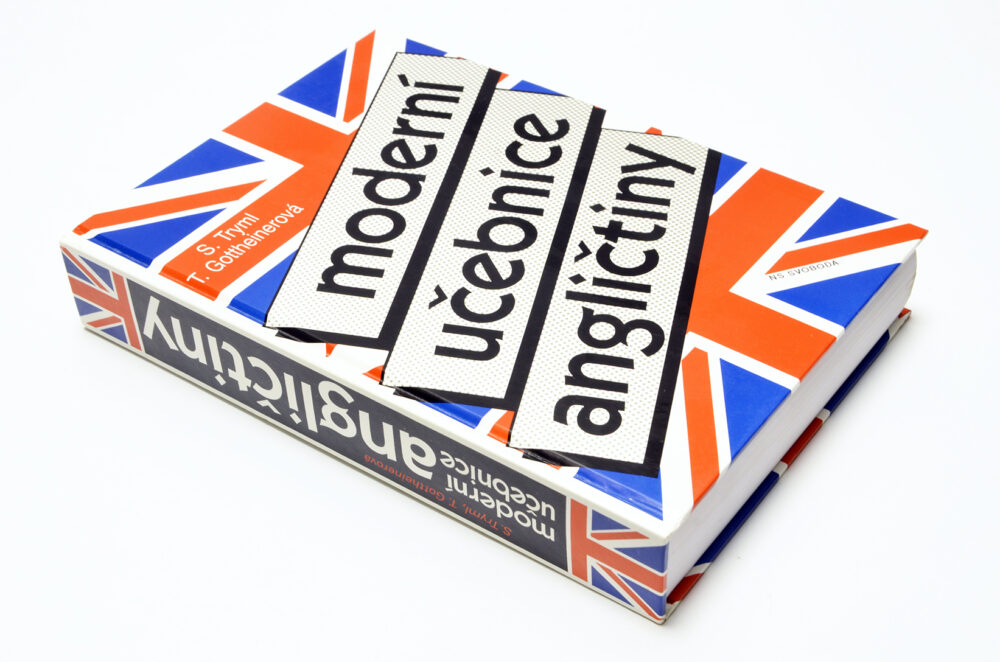 S. Tryml
T. Gottheinerová
moderní
učebnice
angličtiny
NS SVOBODA
S. Tryml, T. Gottheinerová
moderní
učebnice
angličtiny